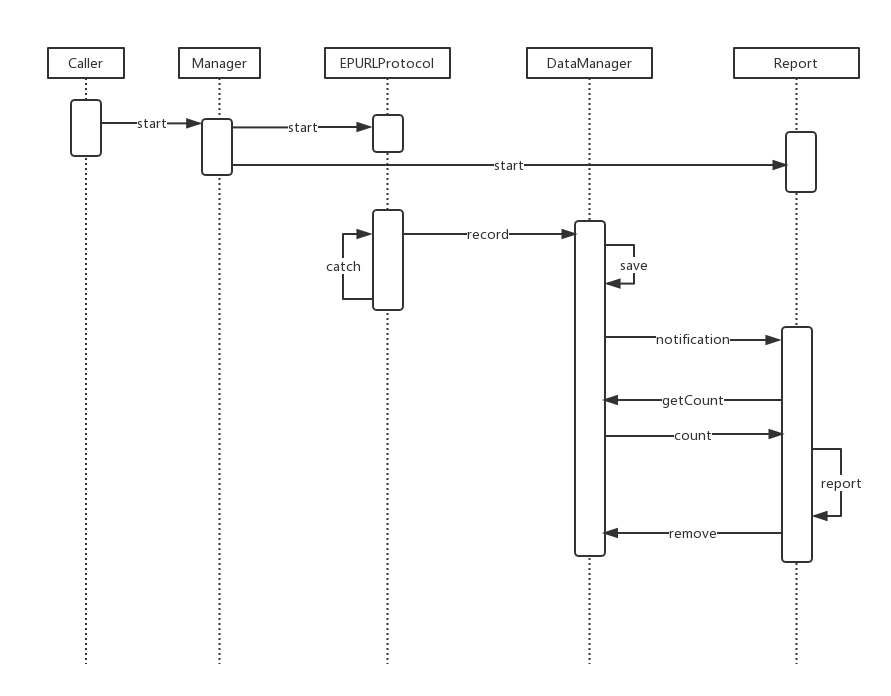 Caller
Manager
EPURLProtocol
DataManager
Report
start
start
start
record
catch
save
notification
getCount
count
report
remove